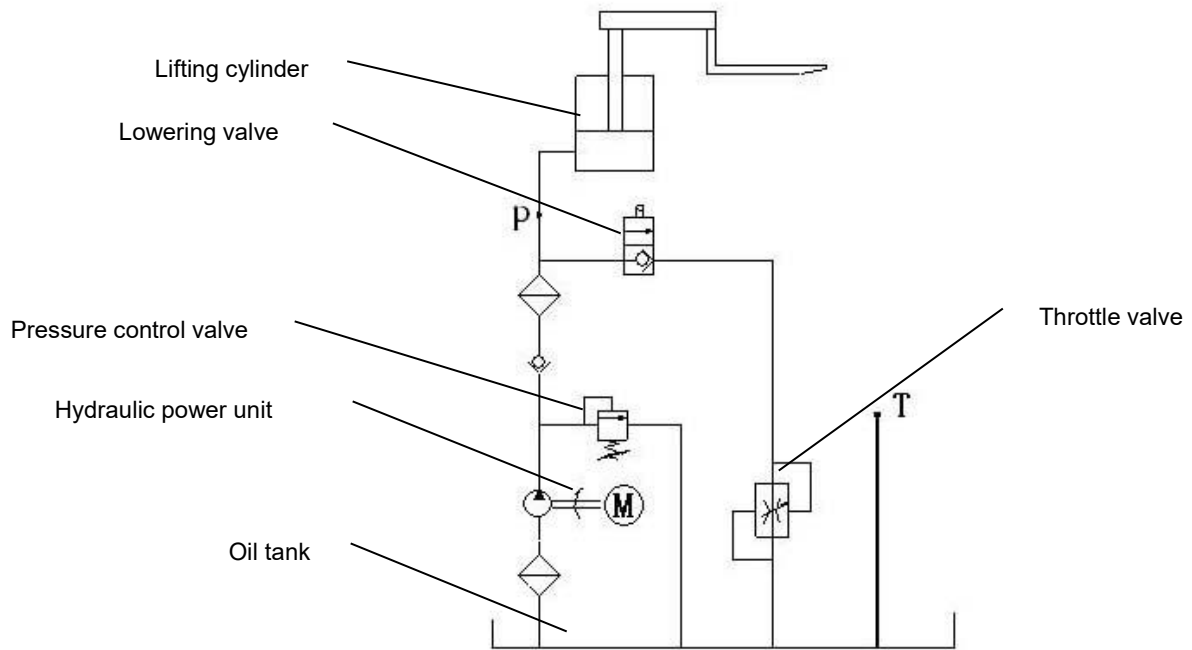 Lifting cylinder
Lowering valve
P
Pressure control valve
Throttle valve
Hydraulic power unit
T
M
Oil tank